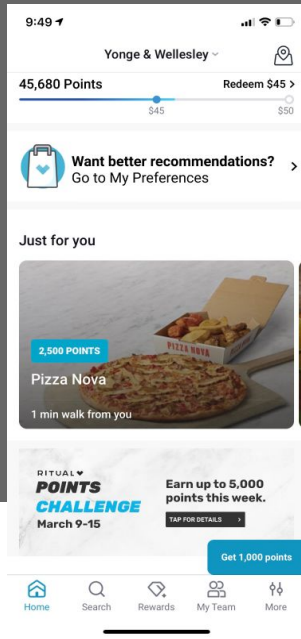 9:49
Yonge & Wellesley
45,680 Points Redeem $45 >
$45 $50
Want better recommendations?
Go to My Preferences
Just for you
2,500 POINTS
PIZZA NOVA
Pizza Nova
1 min walk from you
RITUAL
POINTS
CHALLENGE
March 9-15
Earn up to 5,000
points this week.
TAP FOR DETAILS >
Get 1,000 points
Home Search Rewards My Team More